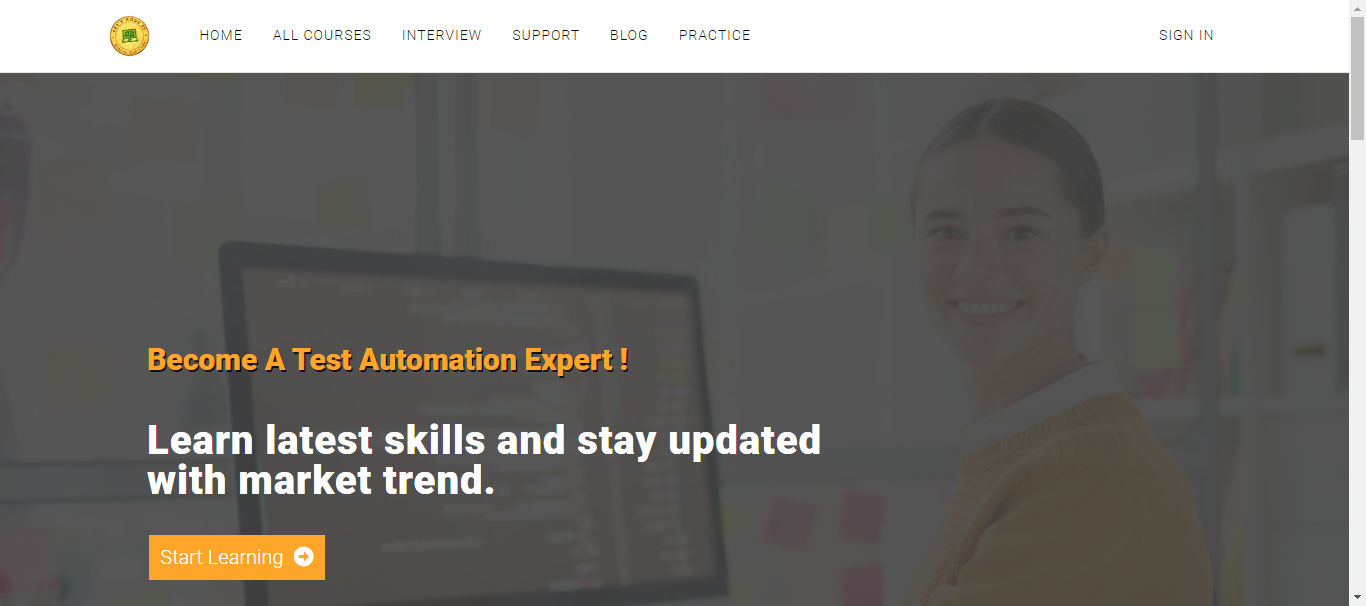 HOME
ALL COURSES
INTERVIEW
SUPPORT
BLOG
PRACTICE
SIGN IN
Become A Test Automation Expert !
Learn latest skills and stay updated
with market trend.
Start Learning